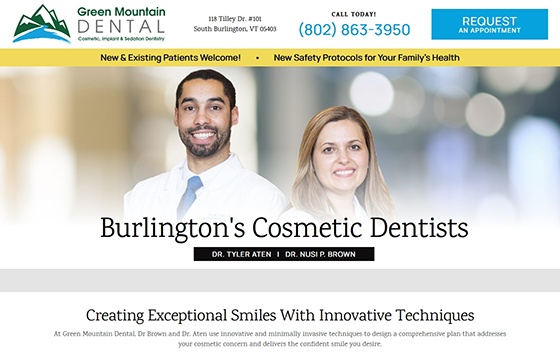 Green Mountain
DENTAL
Cosmetic, Implant & Sedation Dentistry
118 Tilley Dr. #101
South Burlington, VT 05403
CALL TODAY!
(802) 863-3950
REQUEST
AN APPOINTMENT
New & Existing Patients Welcome! • New Safety Protocols for Your Family's Health
Burlington's Cosmetic Dentists
DR. TYLER ATEN | DR. NUSI P. BROWN
Creating Exceptional Smiles With Innovative Techniques
At Green Mountain Dental, Dr Brown and Dr. Aten use innovative and minimally invasive techniques to design a comprehensive plan that addresses
your cosmetic concern and delivers the confident smile you desire.